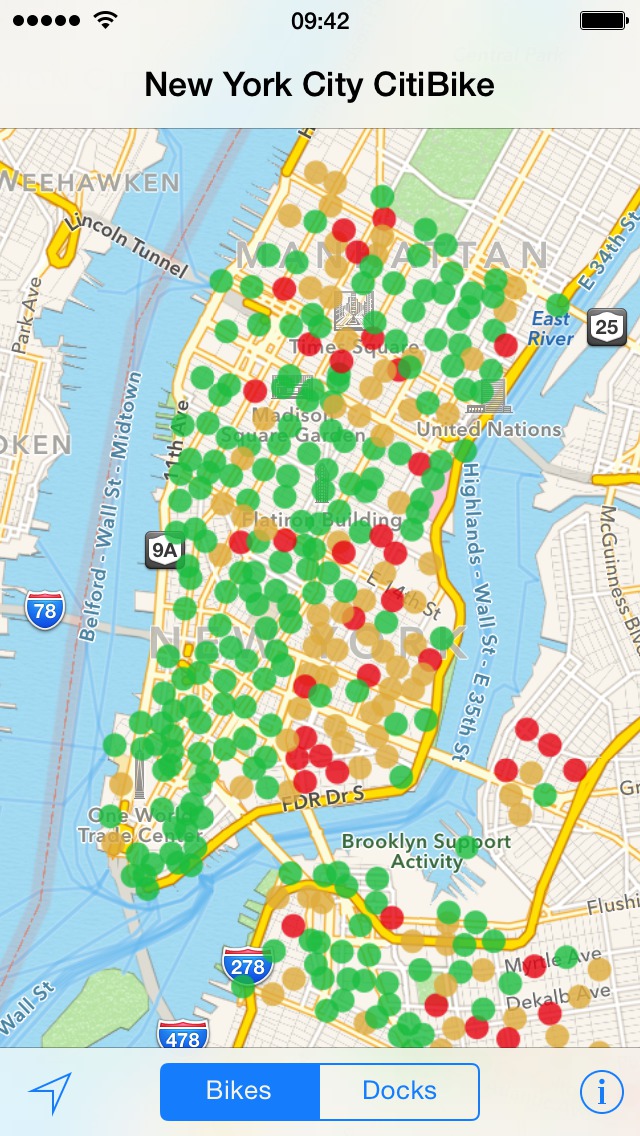 09:42
Central Park
New York City CitiBike
WEEHAWKEN
Lincoln Tunnel
MANHATTAN
E 34th St
Park Ave
East
River
25
Times Square
Madison
Square Garden
United Nations
11th Ave
OKEN
Belford - Wall St - Midtown
Highlands - Wall St - E 35th St
Flatiron Building
McGuinness B
9A
E 14th St
78
NEW YORK
One World
Trade Center
FDR Dr S
Gr
Brooklyn Support
Activity
Flushi
278
Myrtle Ave
Dekalb Ave
Wall St
478
Bikes
Docks
i